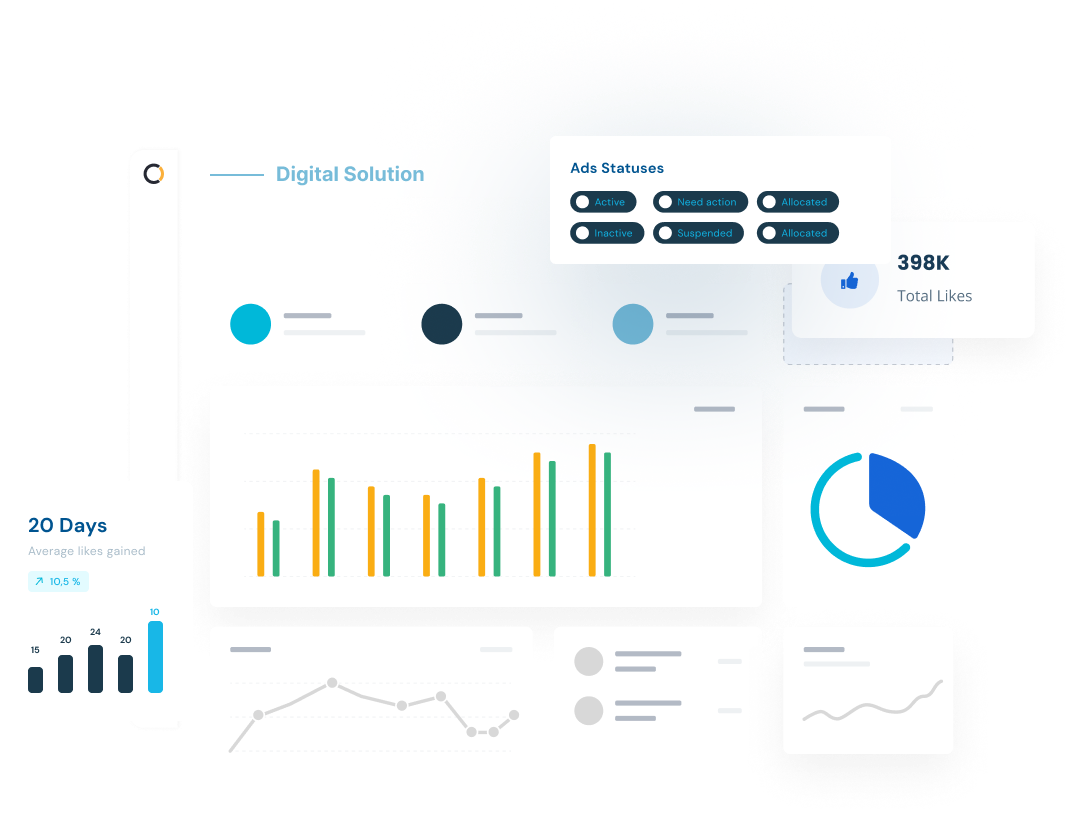 Digital Solution
Ads Statuses
Active
Need action
Allocated
Inactive
Suspended
Allocated
398K
Total Likes
20 Days
Average likes gained
10,5 %
15
20
24
20
10